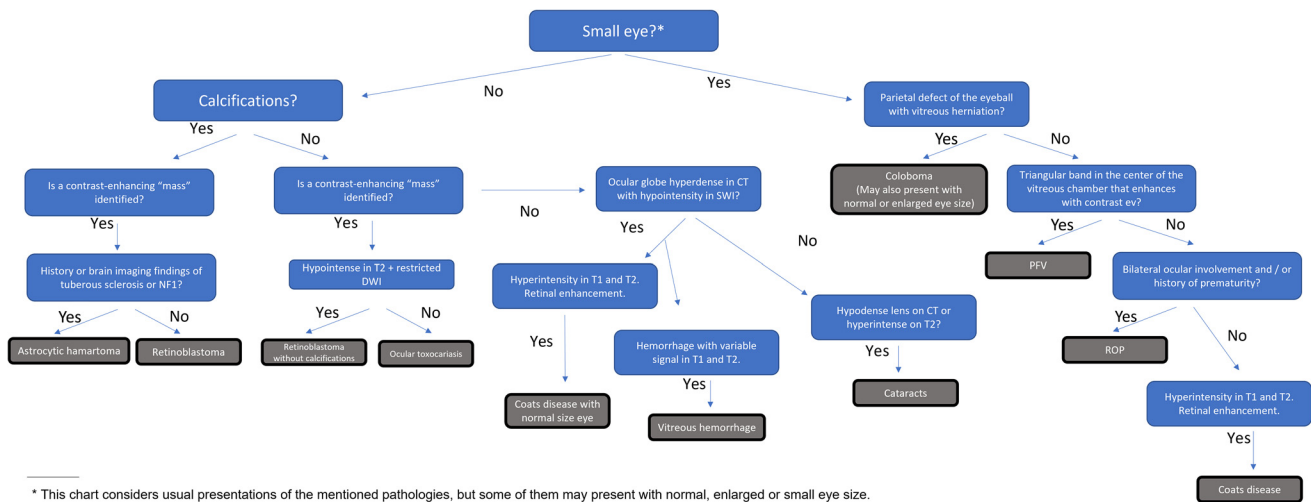 Small eye?*
No
Yes
Calcifications?
Yes
No
Parietal defect of the eyeball
with vitreous herniation?
Yes
No
Is a contrast-enhancing “mass”
identified?
Is a contrast-enhancing “mass”
identified?
No
Ocular globe hyperdense in CT
with hypointensity in SWI?
Coloboma
(May also present with
normal or enlarged eye size)
Triangular band in the center of the
vitreous chamber that enhances
with contrast ev?
Yes
Yes
Yes
No
Yes
No
History or brain imaging findings of
tuberous sclerosis or NF1?
Hypointense in T2 + restricted
DWI
Hyperintensity in T1 and T2.
Retinal enhancement.
PFV
Bilateral ocular involvement and / or
history of prematurity?
Yes
No
Yes
No
Hypodense lens on CT or
hyperintense on T2?
Yes
No
Astrocytic hamartoma
Retinoblastoma
Retinoblastoma
without calcifications
Ocular toxocariasis
Yes
Hemorrhage with variable
signal in T1 and T2.
Yes
ROP
Yes
Coats disease with
normal size eye
Vitreous hemorrhage
Cataracts
Hyperintensity in T1 and T2.
Retinal enhancement.
Yes
Coats disease
* This chart considers usual presentations of the mentioned pathologies, but some of them may present with normal, enlarged or small eye size.